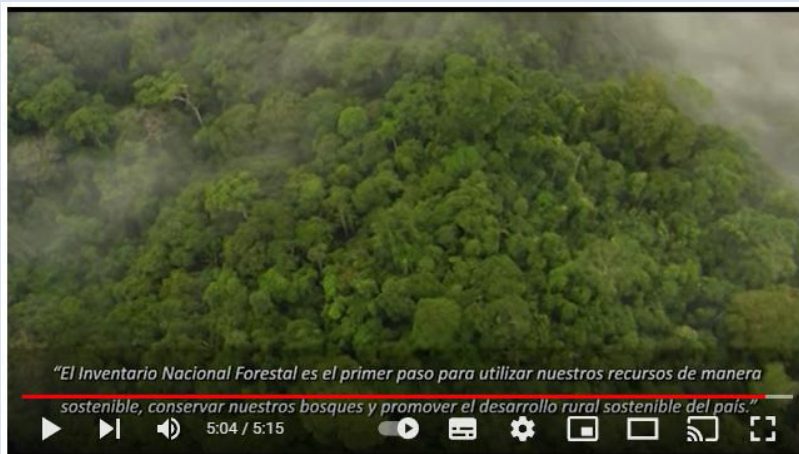 “El Inventario Nacional Forestal es el primer paso para utilizar nuestros recursos de manera
sostenible, conservar nuestros bosques y promover el desarrollo rural sostenible del país.”
5:04 / 5:15